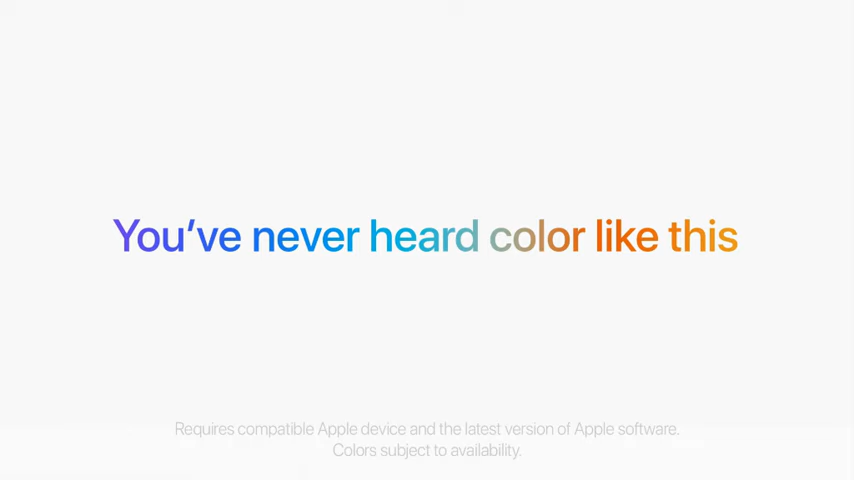 You’ve never heard color like this
Requires compatible Apple device and the latest version of Apple software.
Colors subject to availability.